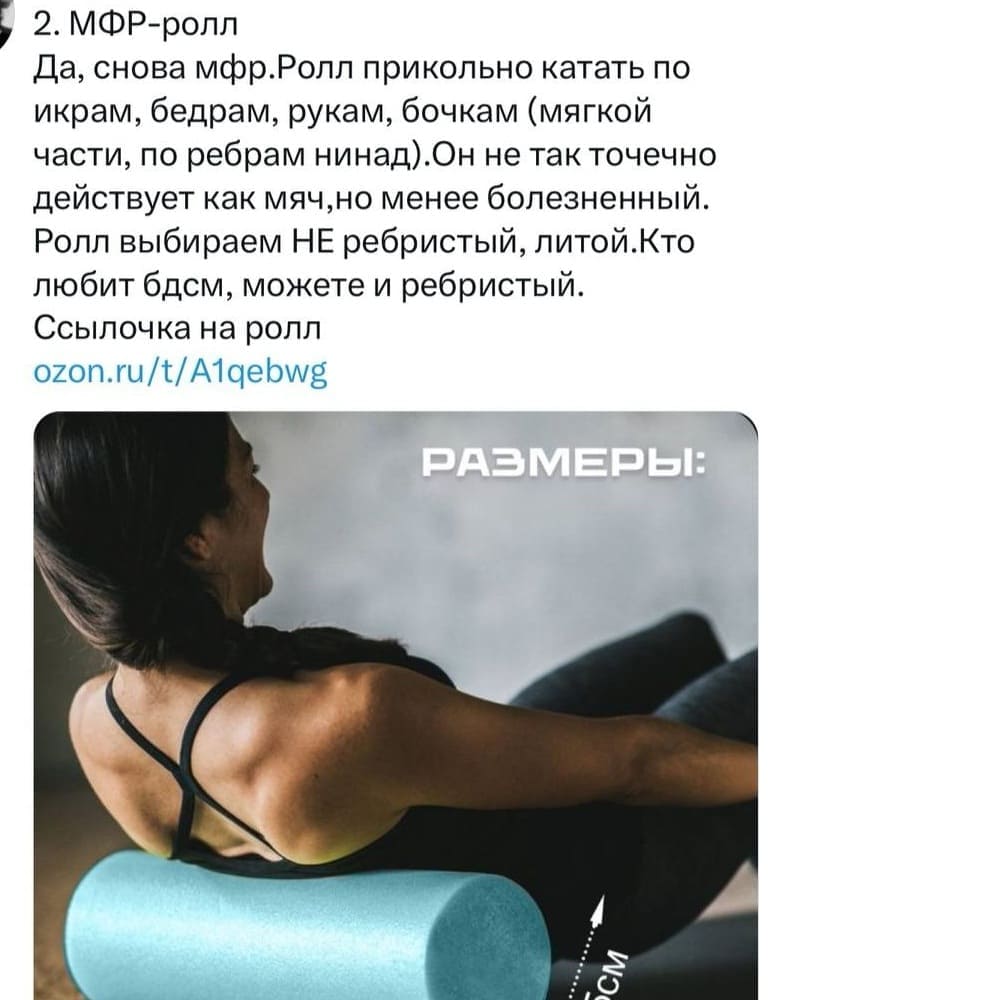 2. МФР-ролл
Да, снова мфр.Ролл прикольно катать по
икрам, бедрам, рукам, бочкам (мягкой
части, по ребрам нинад).Он не так точечно
действует как мяч,но менее болезненный.
Ролл выбираем НЕ ребристый, литой.Кто
любит бдсм, можете и ребристый.
Ссылочка на ролл
ozon.ru/t/A1qebwg
РАЗМЕРЫ: